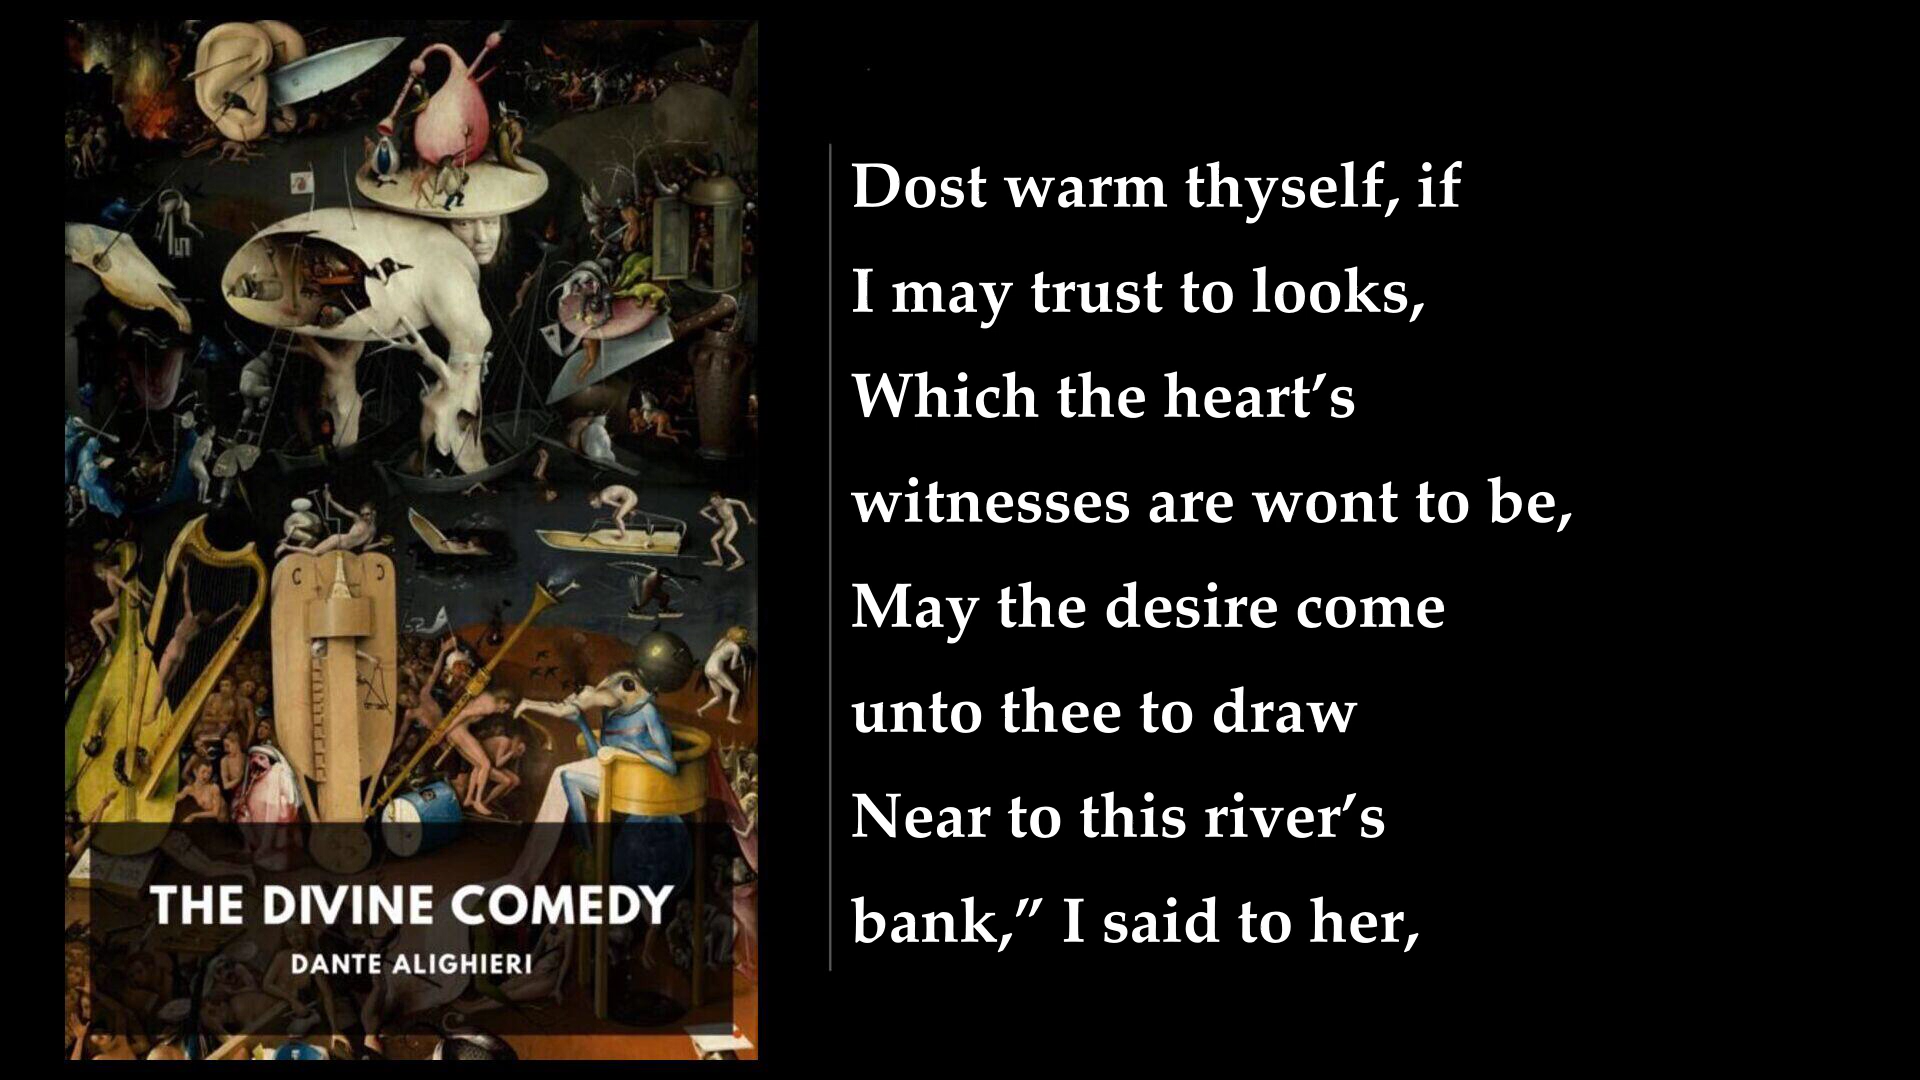 THE DIVINE COMEDY
DANTE ALIGHIERI
Dost warm thyself, if
I may trust to looks,
Which the heart’s
witnesses are wont to be,
May the desire come
unto thee to draw
Near to this river’s
bank,” I said to her,